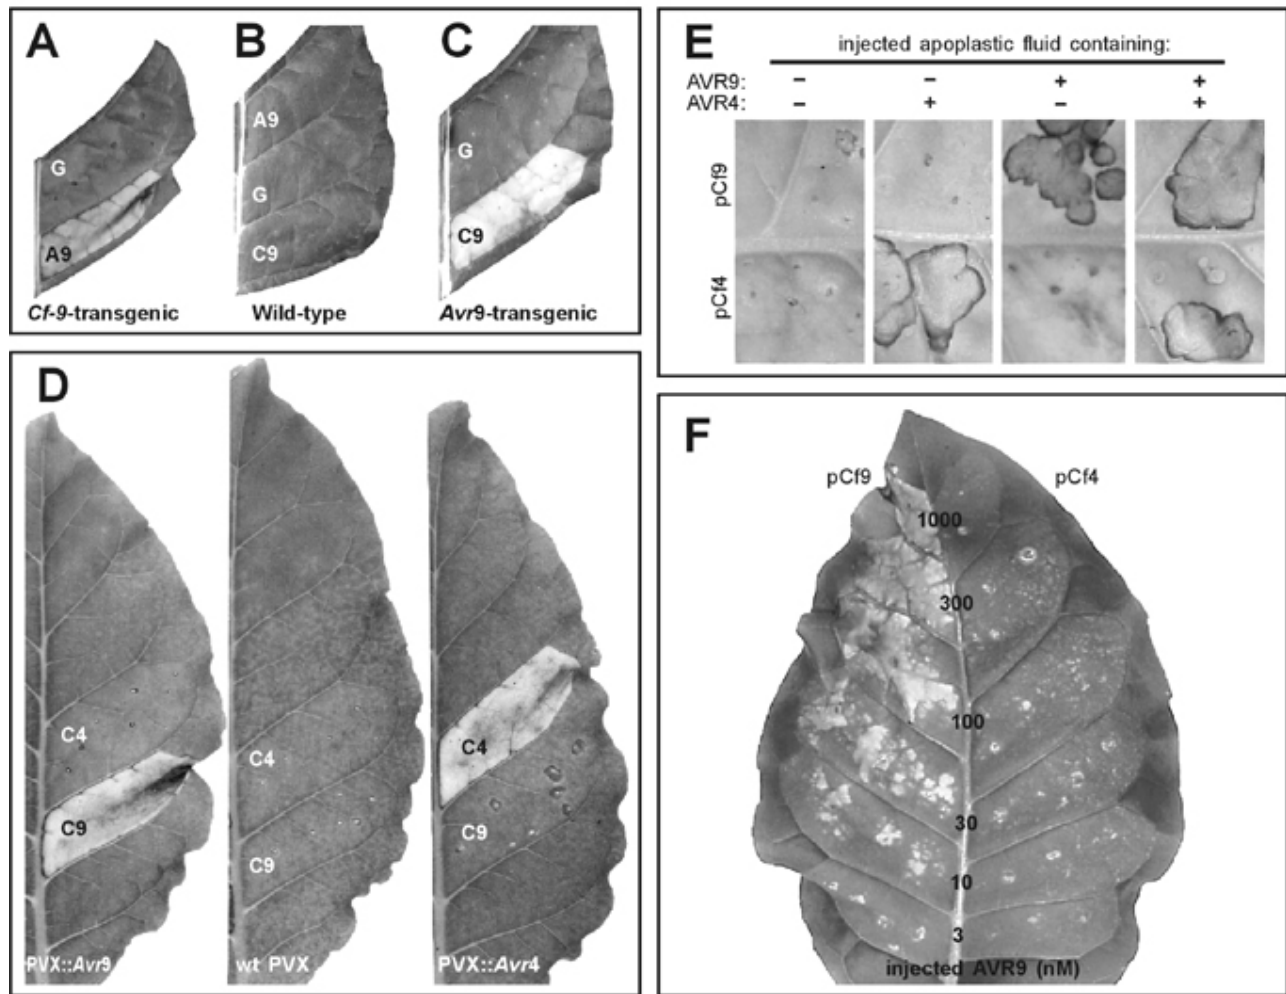 A
B
C
G
A9
A9
G
C9
G
C9
Cf-9-transgenic
Wild-type
Avr9-transgenic
D
C4
C9
C4
C9
C4
C9
PVX::Avr9
wt PVX
PVX::Avr4
E
injected apoplastic fluid containing:
AVR9: − − + +
AVR4: − + − +
pCf9
pCf4
F
pCf9
pCf4
1000
300
100
30
10
3
injected AVR9 (nM)